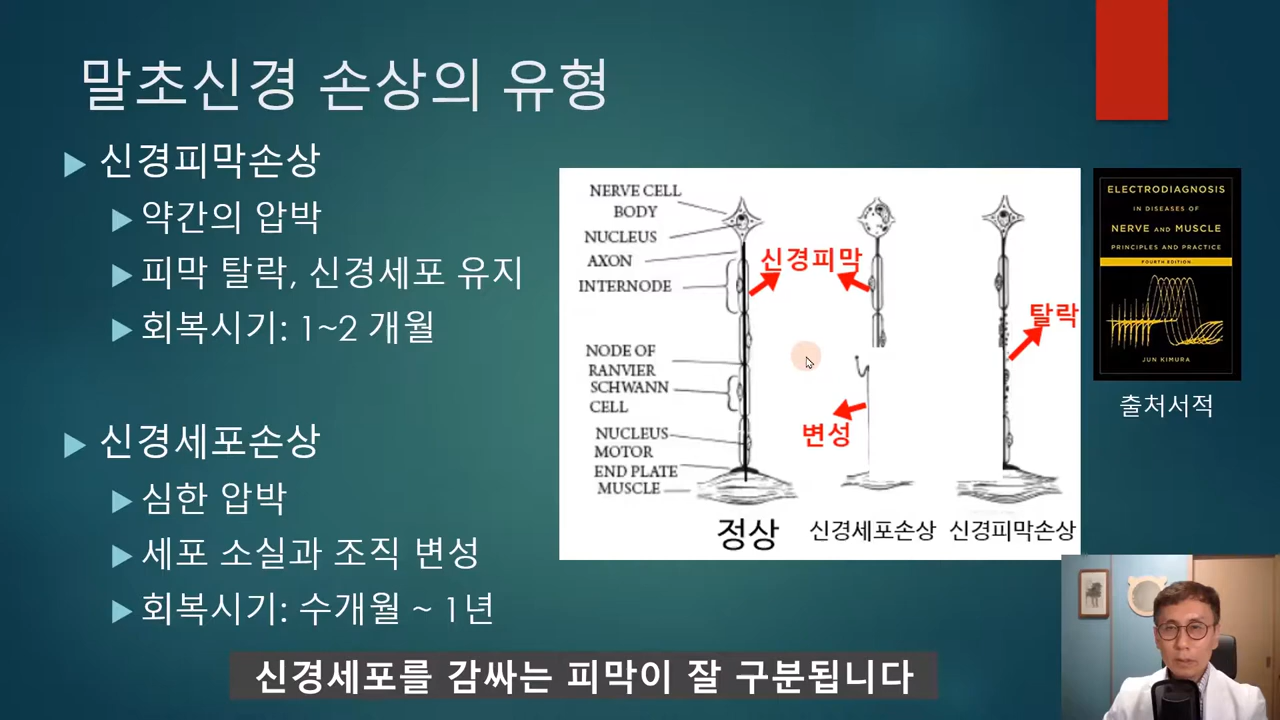 말초신경 손상의 유형
신경피막손상
약간의 압박
피막 탈락, 신경세포 유지
회복시기: 1~2 개월
신경세포손상
심한 압박
세포 소실과 조직 변성
회복시기: 수개월 ~ 1년
NERVE CELL
BODY
NUCLEUS
AXON
INTERNODE
NODE OF
RANVIER
SCHWANN
CELL
NUCLEUS
MOTOR
END PLATE
MUSCLE
신경피막
탈락
변성
정상
신경세포손상
신경피막손상
ELECTRODIAGNOSIS
IN DISEASES OF
NERVE AND MUSCLE
PRINCIPLES AND PRACTICE
FOURTH EDITION
JUN KIMURA
출처서적
신경세포를 감싸는 피막이 잘 구분됩니다